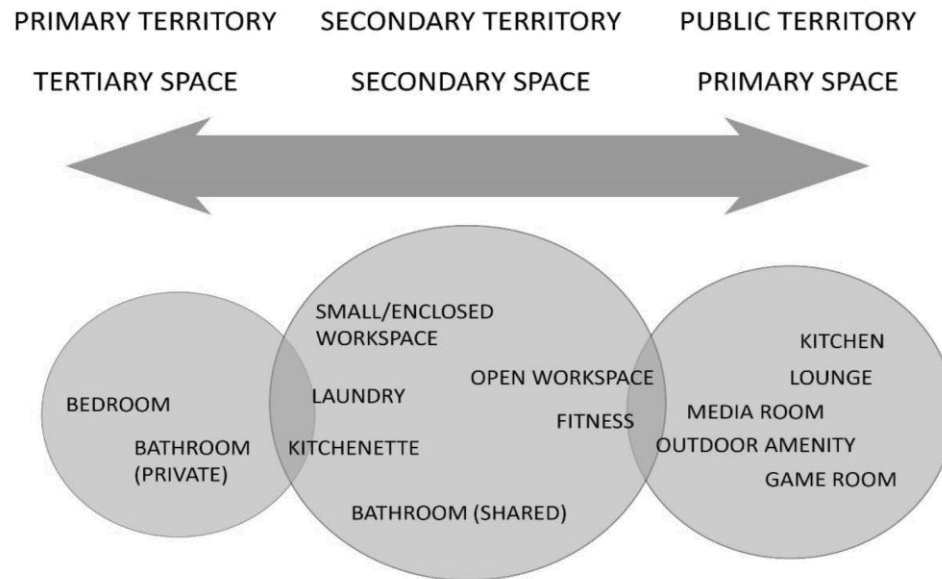 PRIMARY TERRITORY
SECONDARY TERRITORY
PUBLIC TERRITORY
TERTIARY SPACE
SECONDARY SPACE
PRIMARY SPACE
BEDROOM
BATHROOM
(PRIVATE)
SMALL/ENCLOSED
WORKSPACE
LAUNDRY
KITCHENETTE
OPEN WORKSPACE
FITNESS
BATHROOM (SHARED)
KITCHEN
LOUNGE
MEDIA ROOM
OUTDOOR AMENITY
GAME ROOM